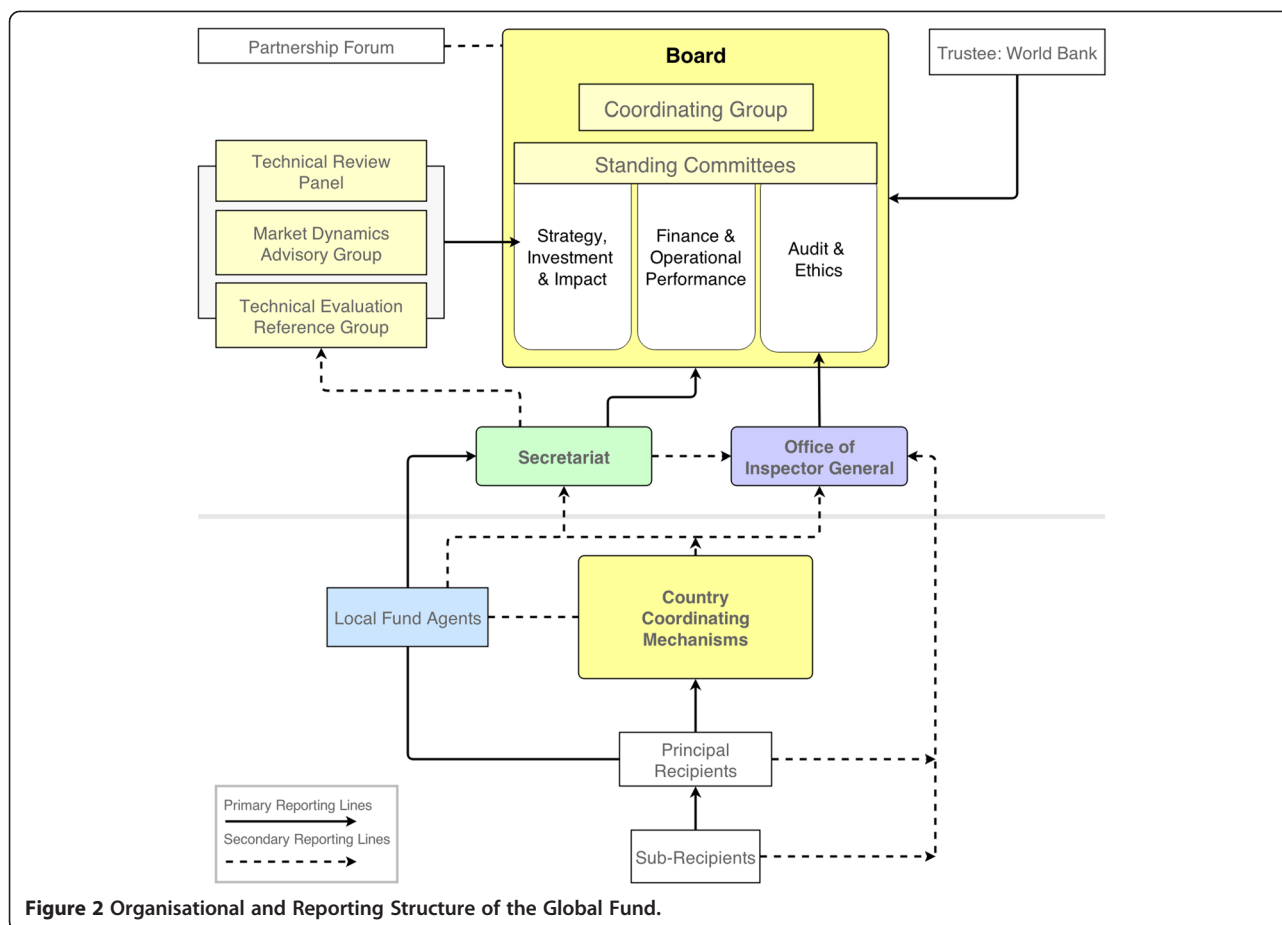 Partnership Forum
Board
Trustee: World Bank
Coordinating Group
Technical Review
Panel
Standing Committees
Market Dynamics
Advisory Group
Strategy,
Investment
& Impact
Finance &
Operational
Performance
Audit &
Ethics
Technical Evaluation
Reference Group
Secretariat
Office of
Inspector General
Local Fund Agents
Country
Coordinating
Mechanisms
Principal
Recipients
Primary Reporting Lines
Secondary Reporting Lines
Sub-Recipients
Figure 2 Organisational and Reporting Structure of the Global Fund.